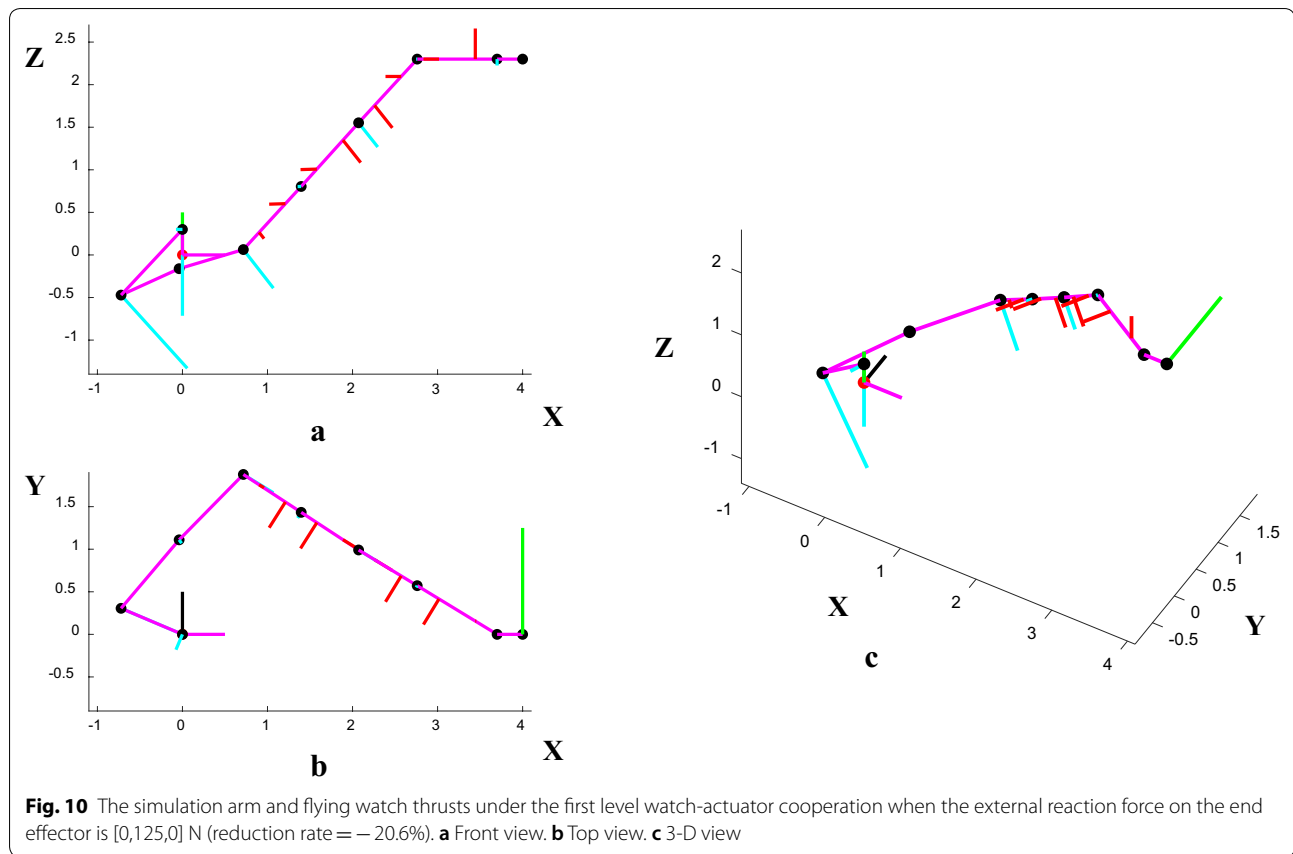 Z
2.5
2
1.5
1
0.5
0
-0.5
-1
-1 0 1 2 3 4
X
a
Y
1.5
1
0.5
0
-0.5
-1 0 1 2 3 4
X
b
Z
2
1
0
-1
-1
0
1
2
3
4
X
1.5
1
0.5
0
-0.5
Y
c
Fig. 10 The simulation arm and flying watch thrusts under the first level watch-actuator cooperation when the external reaction force on the end
effector is [0,125,0] N (reduction rate = − 20.6%). a Front view. b Top view. c 3-D view